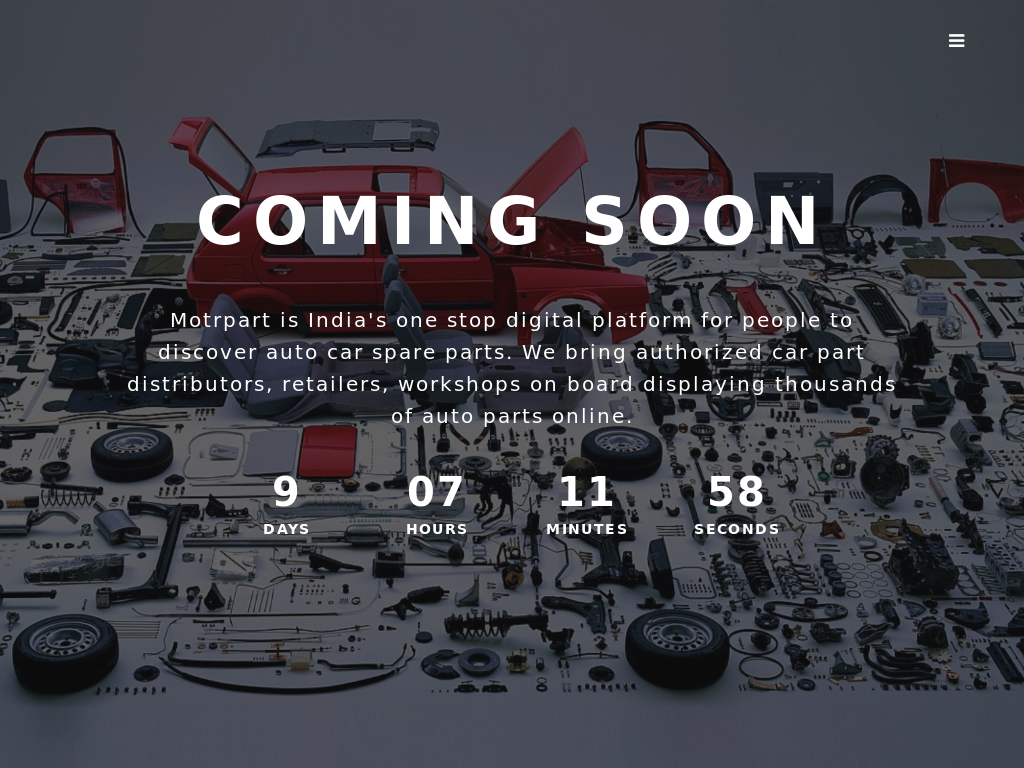 COMING SOON
Motrpart is India's one stop digital platform for people to
discover auto car spare parts. We bring authorized car part
distributors, retailers, workshops on board displaying thousands
of auto parts online.
9 07 11 58
DAYS HOURS MINUTES SECONDS